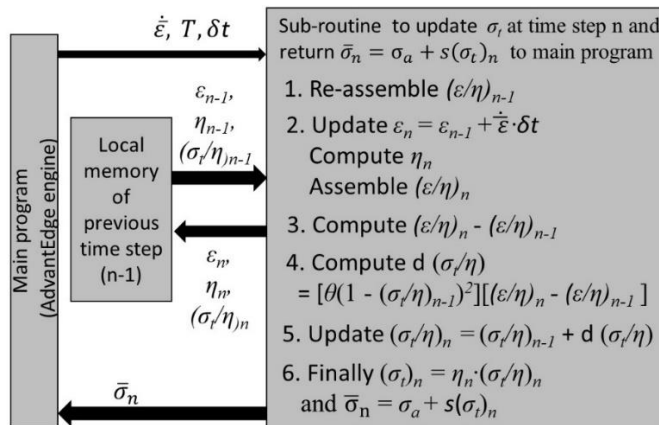 Main program
(AdvantEdge engine)
ε̄̇, T, δt
ε_{n-1},
η_{n-1},
(σ_t/η)_{n-1}
Local
memory
of
previous
time step
(n-1)
ε_n,
η_n,
(σ_t/η)_n
σ̄_n
Sub-routine to update σ_t at time step n and
return σ̄_n = σ_a + s(σ_t)_n to main program
1. Re-assemble (ε/η)_{n-1}
2. Update ε_n = ε_{n-1} + ε̄̇·δt
Compute η_n
Assemble (ε/η)_n
3. Compute (ε/η)_n - (ε/η)_{n-1}
4. Compute d (σ_t/η)
= [θ(1 - (σ_t/η)_{n-1})²][(ε/η)_n - (ε/η)_{n-1}]
5. Update (σ_t/η)_n = (σ_t/η)_{n-1} + d (σ_t/η)
6. Finally (σ_t)_n = η_n·(σ_t/η)_n
and σ̄_n = σ_a + s(σ_t)_n